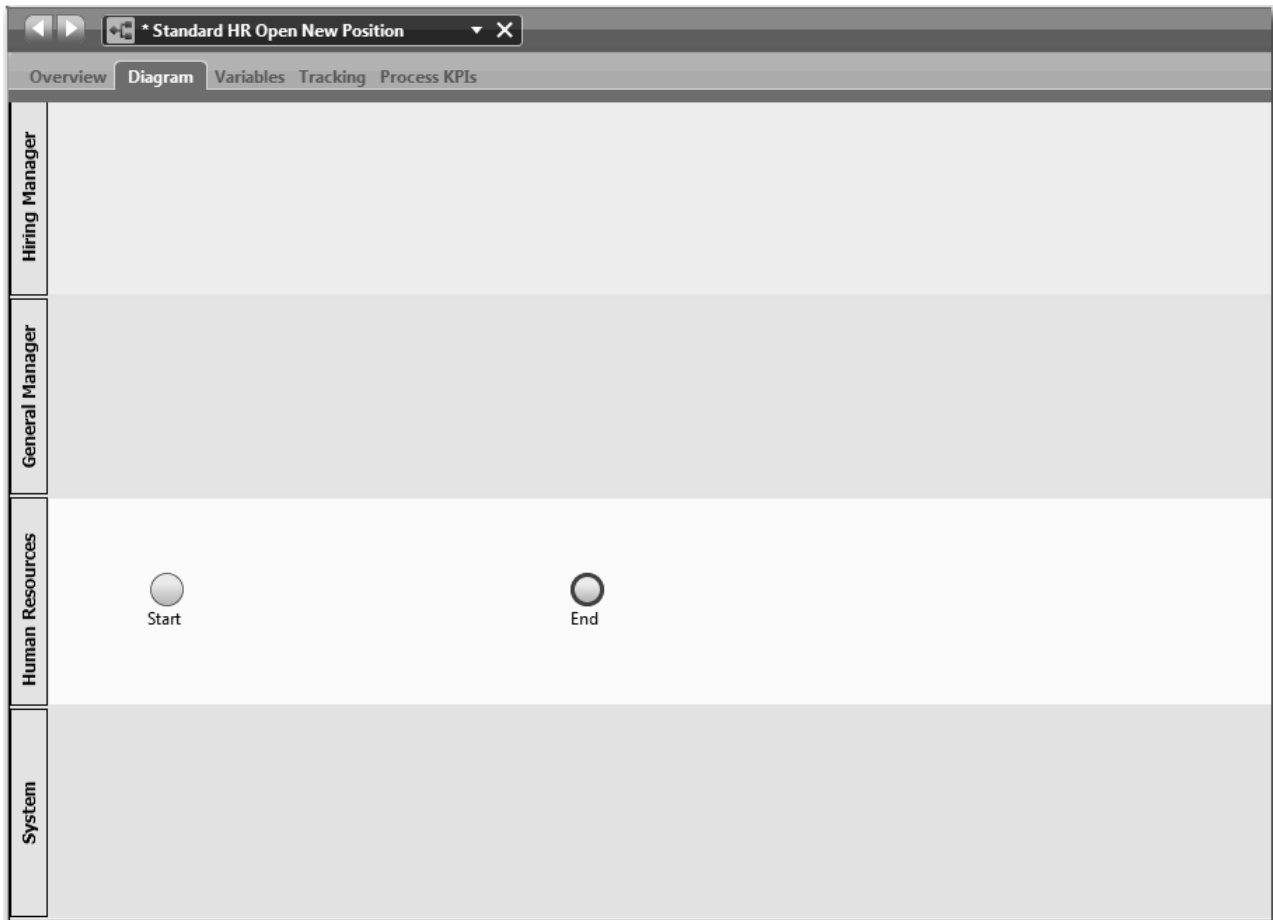 * Standard HR Open New Position
Overview Diagram Variables Tracking Process KPIs
Hiring Manager
General Manager
Human Resources
Start End
System